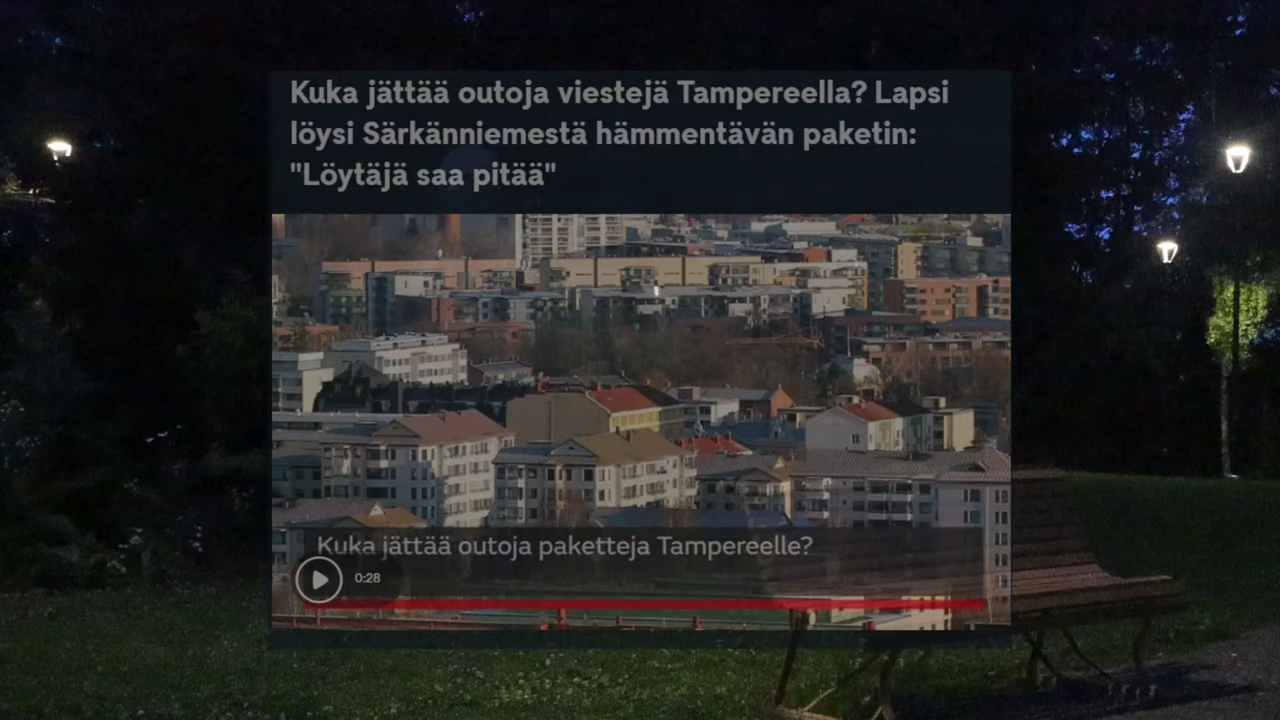 Kuka jättää outoja viestejä Tampereella? Lapsi
löysi Särkänniemestä hämmentävän paketin:
"Löytäjä saa pitää"
Kuka jättää outoja paketteja Tampereelle?
0:28